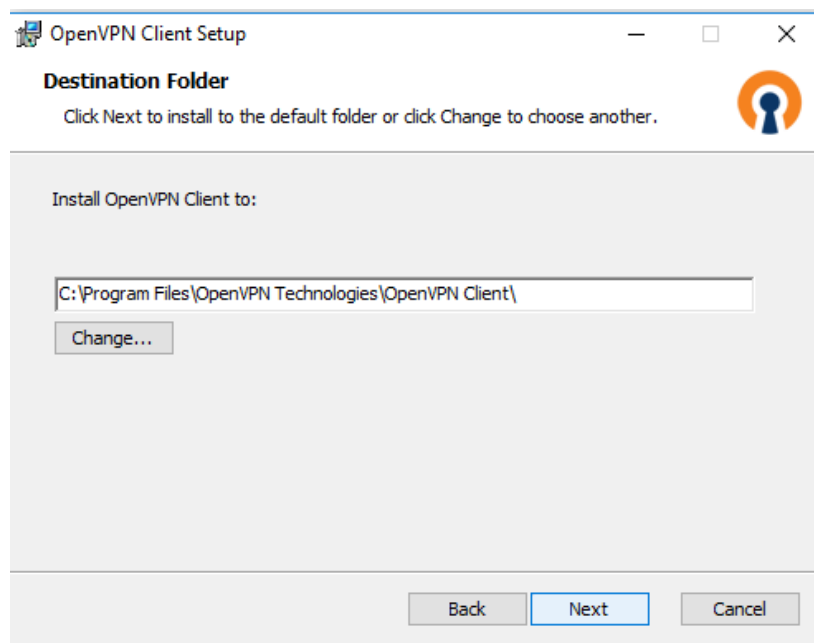 OpenVPN Client Setup
Destination Folder
Click Next to install to the default folder or click Change to choose another.
Install OpenVPN Client to:
C:\Program Files\OpenVPN Technologies\OpenVPN Client\
Change...
Back Next Cancel